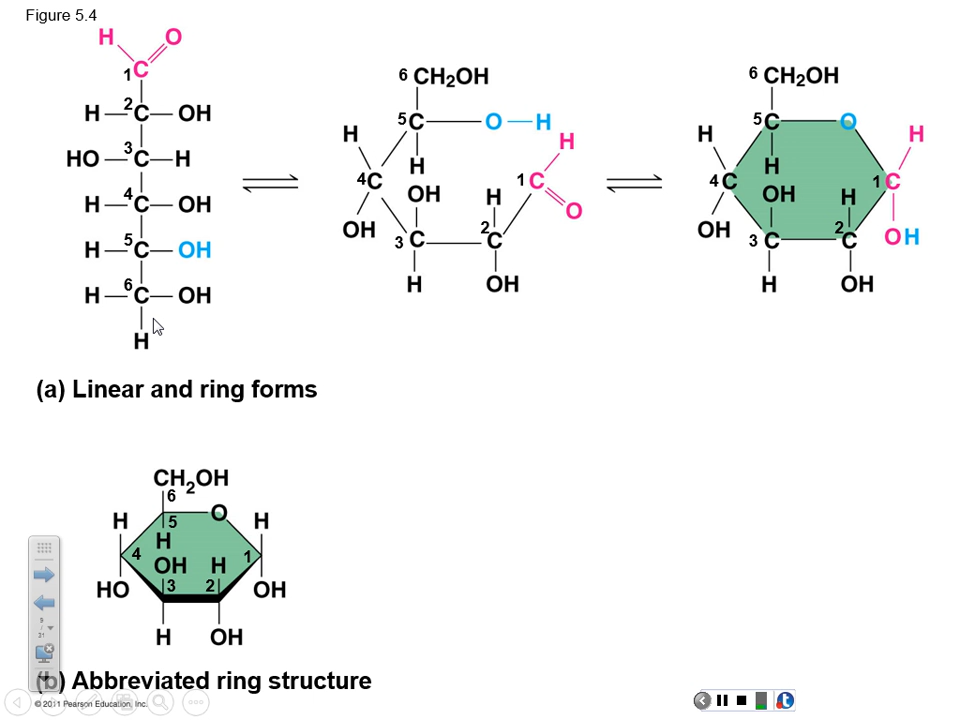 Figure 5.4
H O
1C
H 2C OH
HO 3C H
H 4C OH
H 5C OH
H 6C OH
H
6 CH2OH
5C O H
H H
H
4C OH H 1C
OH O
3 C 2C
H OH
6 CH2OH
5C O
H H
H
4C OH H 1C
OH OH
3 C 2C
H OH
(a) Linear and ring forms
CH2OH
6
H 5 O H
H
4 OH H 1
HO 3 2 OH
H OH
(b) Abbreviated ring structure
© 2011 Pearson Education, Inc.